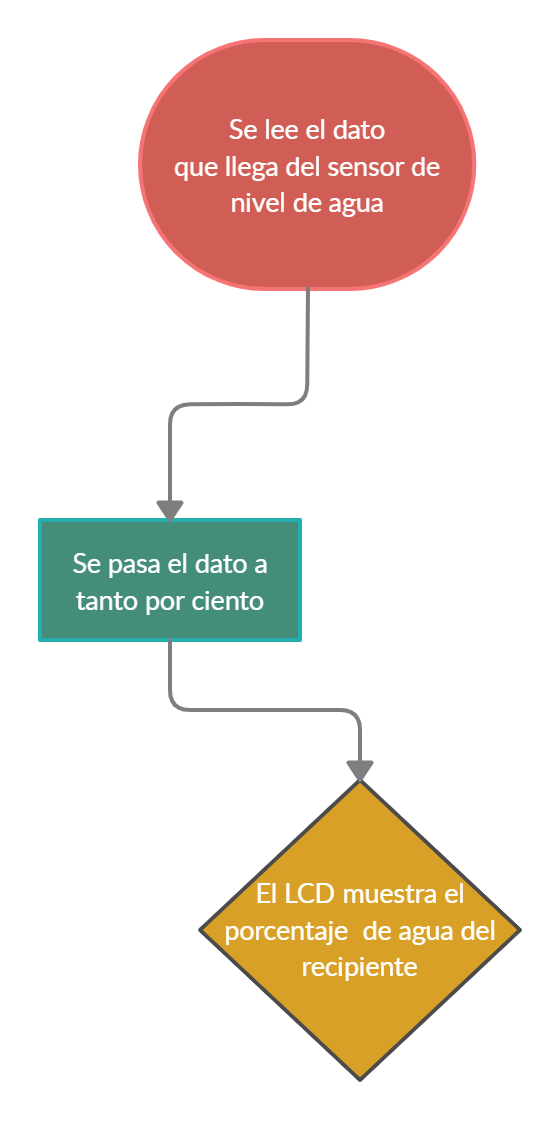 Se lee el dato
que llega del sensor de
nivel de agua
Se pasa el dato a
tanto por ciento
El LCD muestra el
porcentaje  de agua del
recipiente